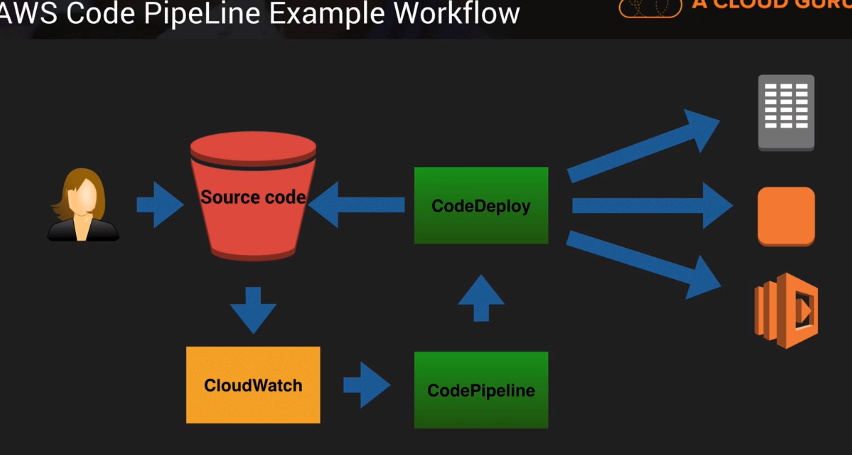 AWS Code PipeLine Example Workflow
A CLOUD GURU
Source code
CodeDeploy
CloudWatch
CodePipeline